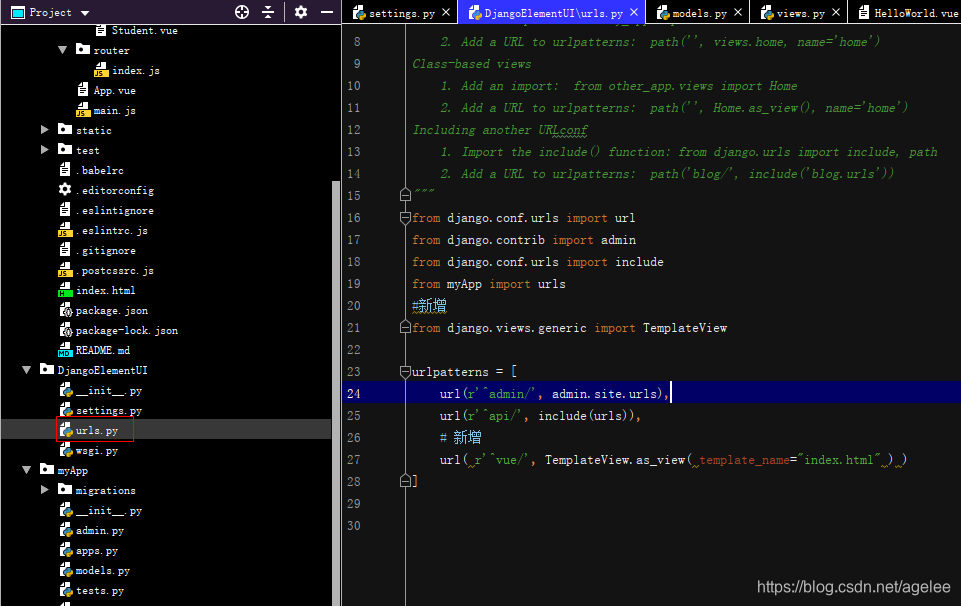 Project
Student.vue
router
index.js
App.vue
main.js
static
test
.babelrc
.editorconfig
.eslintignore
.eslintrc.js
.gitignore
.postcssrc.js
index.html
package.json
package-lock.json
README.md
DjangoElementUI
__init__.py
settings.py
urls.py
wsgi.py
myApp
migrations
__init__.py
admin.py
apps.py
models.py
tests.py
settings.py × DjangoElementUI\urls.py × models.py × views.py × HelloWorld.vue
8 2. Add a URL to urlpatterns:  path('', views.home, name='home')
9 Class-based views
10 1. Add an import:  from other_app.views import Home
11 2. Add a URL to urlpatterns:  path('', Home.as_view(), name='home')
12 Including another URLconf
13 1. Import the include() function: from django.urls import include, path
14 2. Add a URL to urlpatterns:  path('blog/', include('blog.urls'))
15 """
16 from django.conf.urls import url
17 from django.contrib import admin
18 from django.conf.urls import include
19 from myApp import urls
20 #新增
21 from django.views.generic import TemplateView
22
23 urlpatterns = [
24 url(r'^admin/', admin.site.urls),
25 url(r'^api/', include(urls)),
26 # 新增
27 url( r'^vue/', TemplateView.as_view( template_name="index.html" ) )
28 ]
29
30
https://blog.csdn.net/agelee